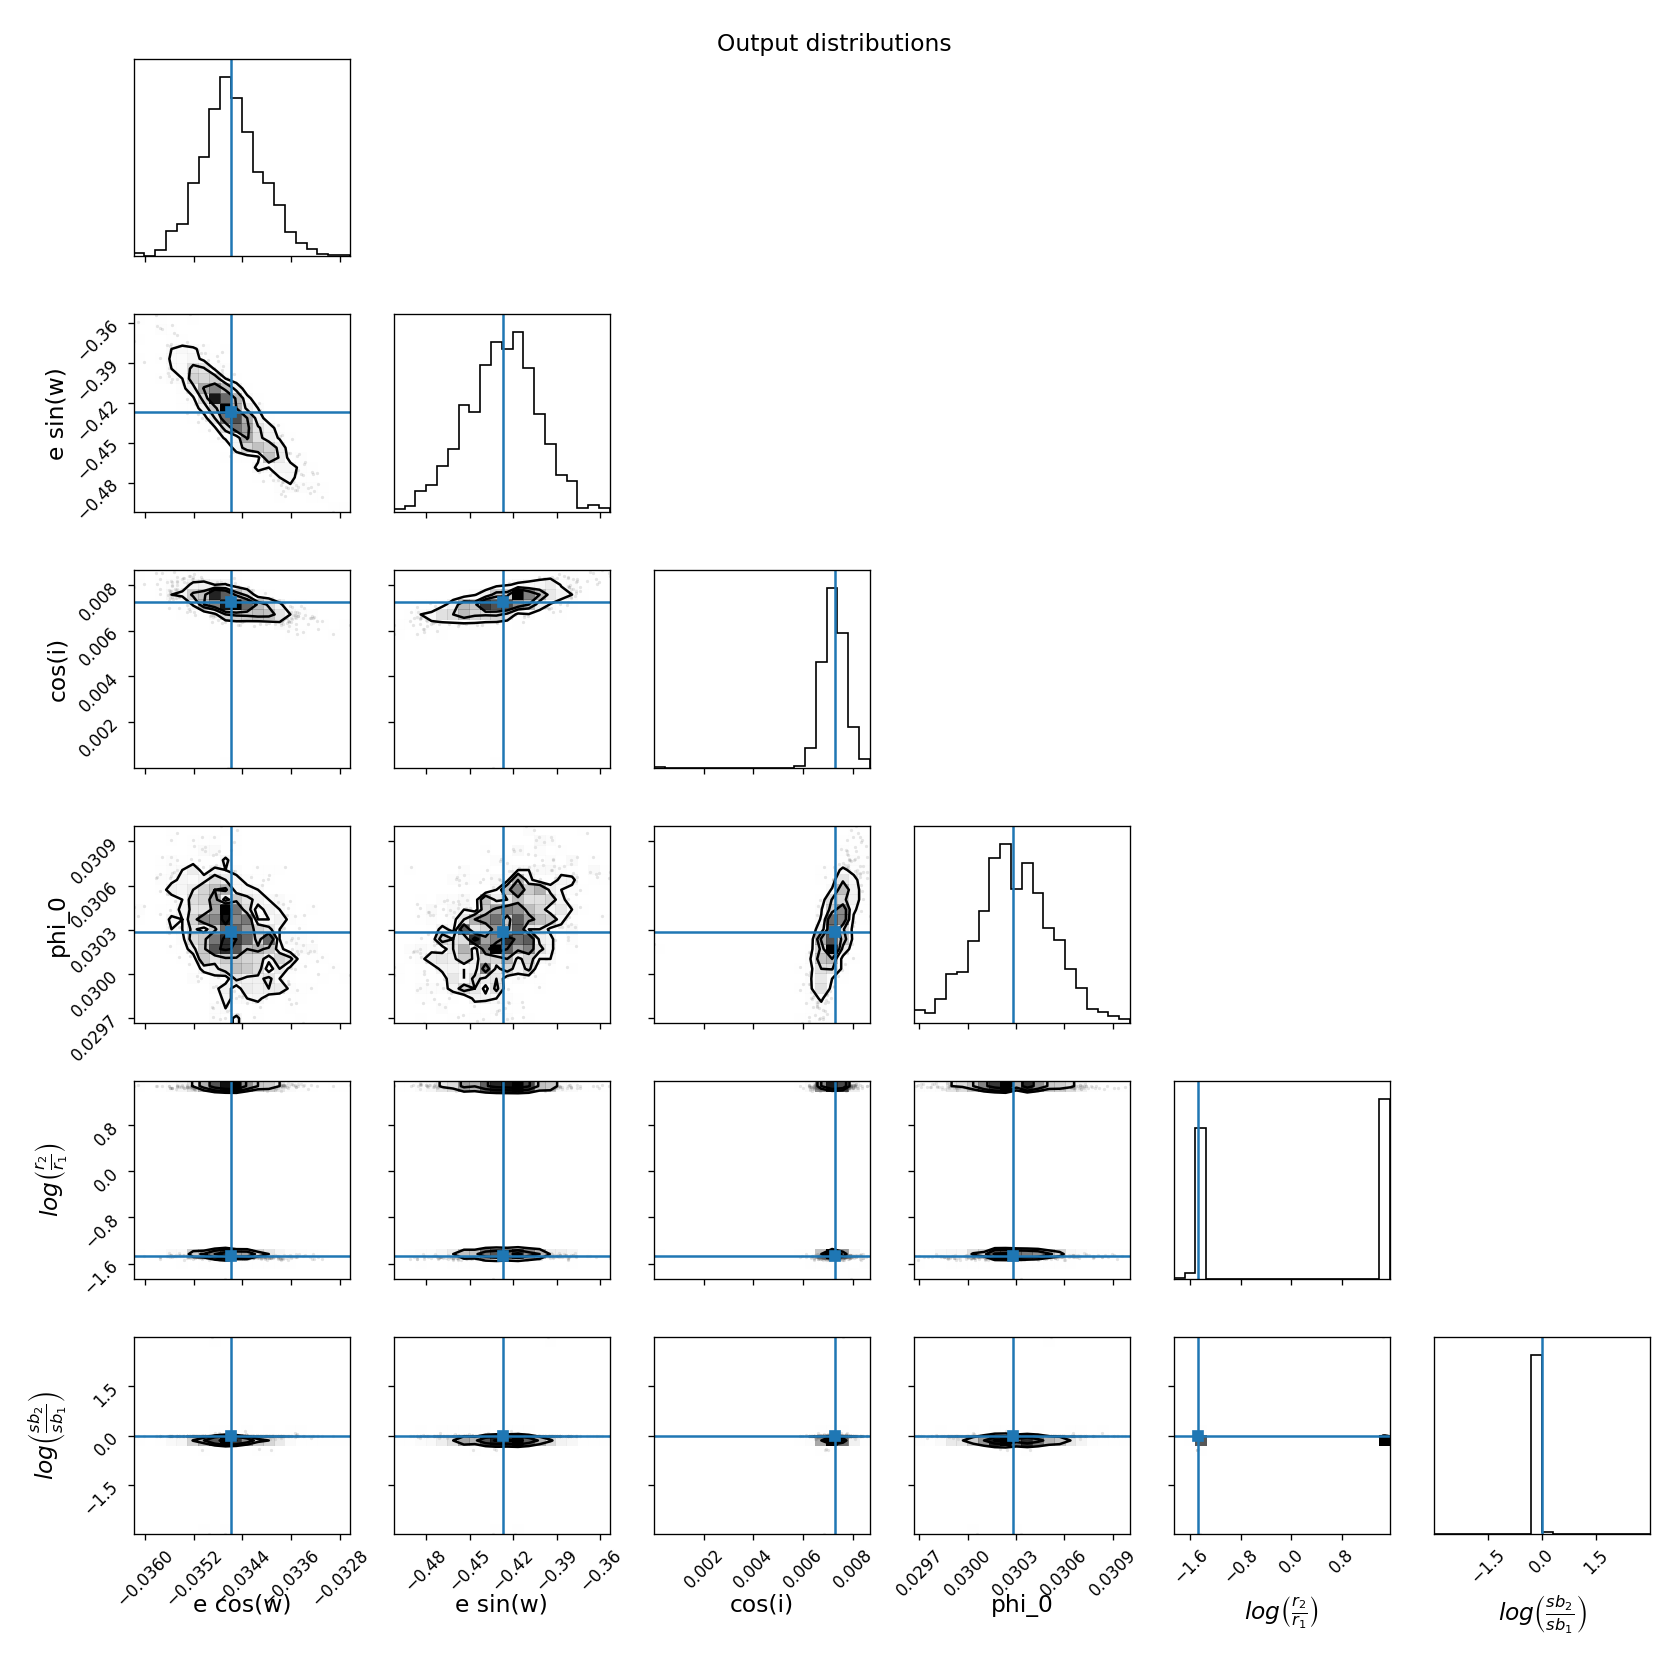 Output distributions
e sin(w)
−0.36
−0.39
−0.42
−0.45
−0.48
cos(i)
0.008
0.006
0.004
0.002
phi_0
0.0309
0.0306
0.0303
0.0300
0.0297
log(r₂/r₁)
0.8
0.0
−0.8
−1.6
log(sb₂/sb₁)
1.5
0.0
−1.5
−0.0360 −0.0352 −0.0344 −0.0336 −0.0328
−0.48 −0.45 −0.42 −0.39 −0.36
0.002 0.004 0.006 0.008
0.0297 0.0300 0.0303 0.0306 0.0309
−1.6 −0.8 0.0 0.8
−1.5 0.0 1.5
e cos(w) e sin(w) cos(i) phi_0 log(r₂/r₁) log(sb₂/sb₁)